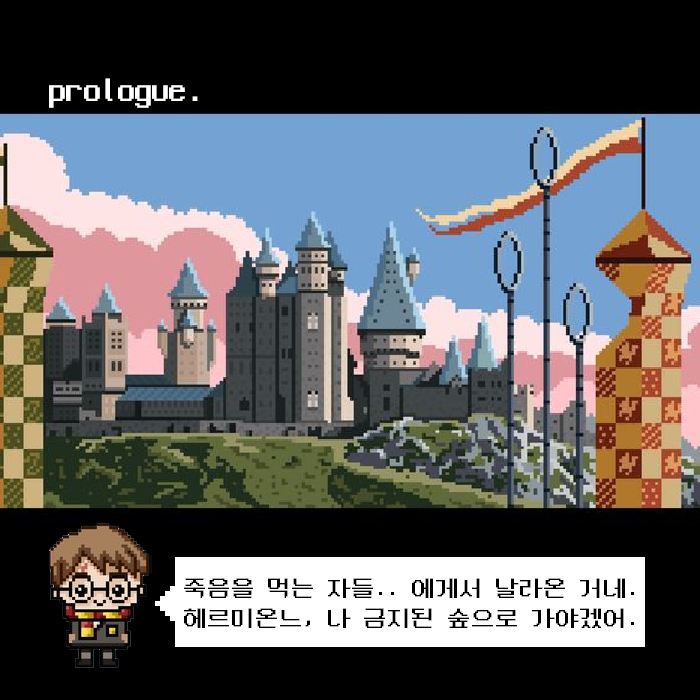 prologue.
죽음을 먹는 자들.. 에게서 날라온 거네.
헤르미온느, 나 금지된 숲으로 가야겠어.